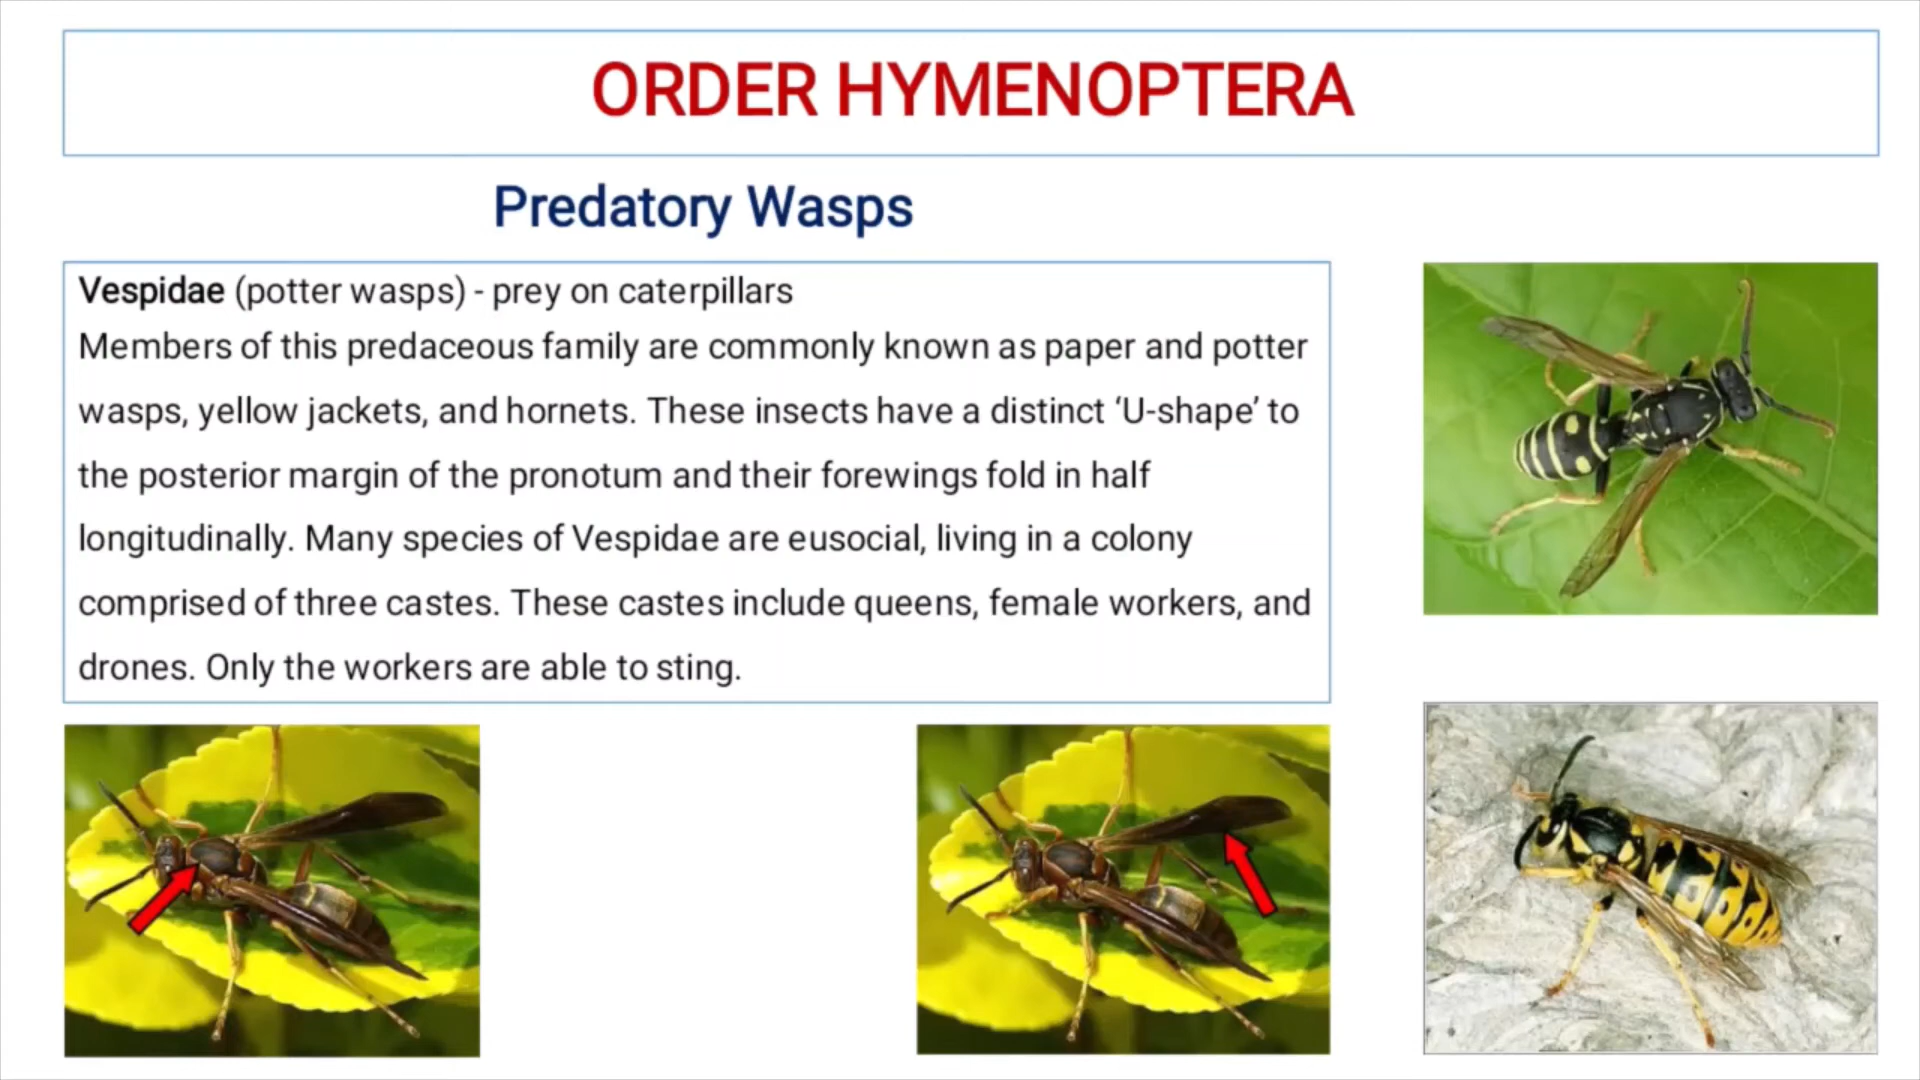 ORDER HYMENOPTERA
Predatory Wasps
Vespidae (potter wasps) - prey on caterpillars
Members of this predaceous family are commonly known as paper and potter
wasps, yellow jackets, and hornets. These insects have a distinct ‘U-shape’ to
the posterior margin of the pronotum and their forewings fold in half
longitudinally. Many species of Vespidae are eusocial, living in a colony
comprised of three castes. These castes include queens, female workers, and
drones. Only the workers are able to sting.